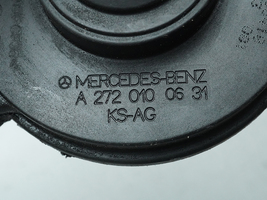 MERCEDES-BENZ
A 272 010 06 31
KS-AG